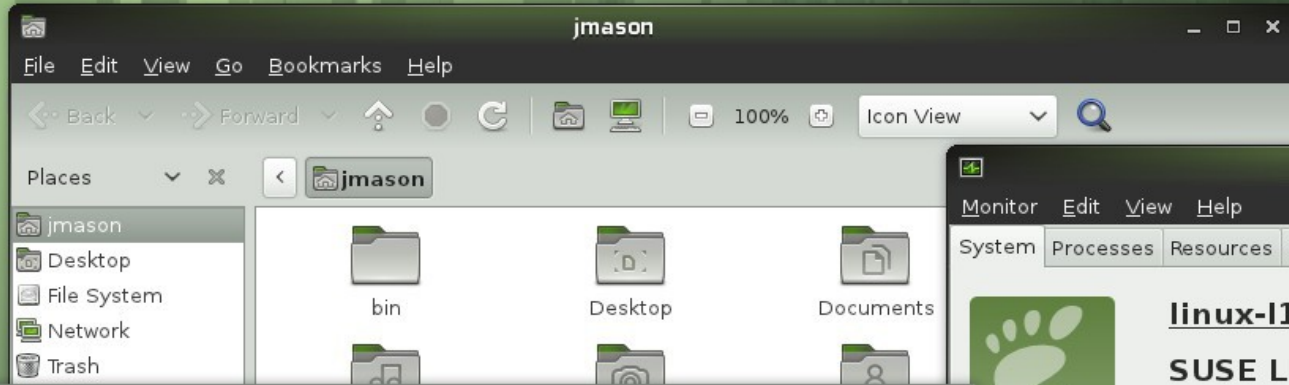 jmason
File Edit View Go Bookmarks Help
Back Forward 100% Icon View
Places
jmason
jmason
Desktop
File System
Network
Trash
bin Desktop Documents
Monitor Edit View Help
System Processes Resources
SUSE L